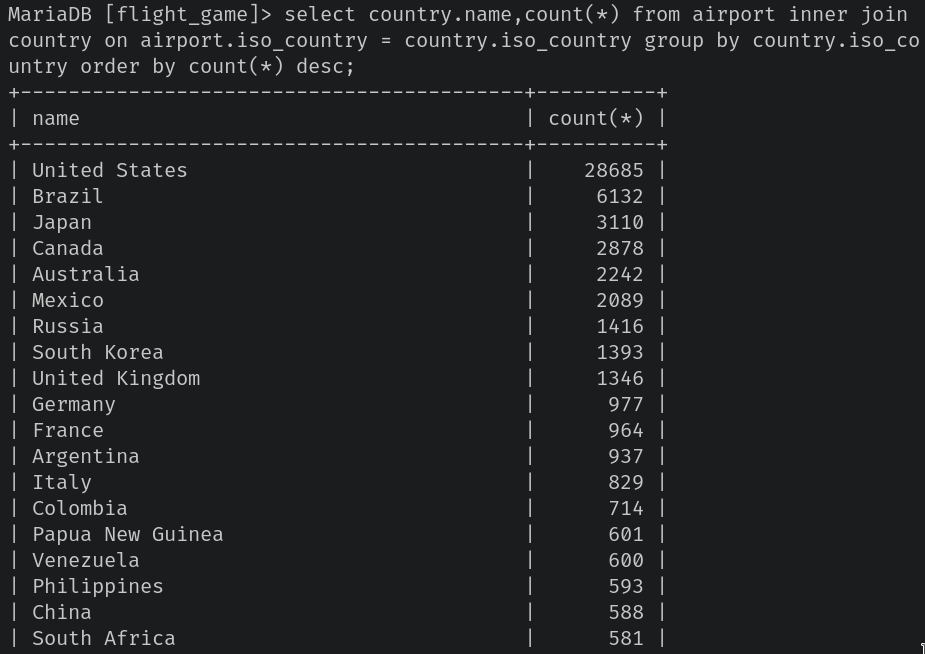 MariaDB [flight_game]> select country.name,count(*) from airport inner join
country on airport.iso_country = country.iso_country group by country.iso_co
untry order by count(*) desc;
+------------------------------------------+----------+
| name                                     | count(*) |
+------------------------------------------+----------+
| United States                            |    28685 |
| Brazil                                   |     6132 |
| Japan                                    |     3110 |
| Canada                                   |     2878 |
| Australia                                |     2242 |
| Mexico                                   |     2089 |
| Russia                                   |     1416 |
| South Korea                              |     1393 |
| United Kingdom                           |     1346 |
| Germany                                  |      977 |
| France                                   |      964 |
| Argentina                                |      937 |
| Italy                                    |      829 |
| Colombia                                 |      714 |
| Papua New Guinea                         |      601 |
| Venezuela                                |      600 |
| Philippines                              |      593 |
| China                                    |      588 |
| South Africa                             |      581 |